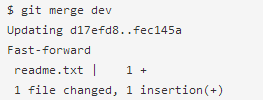 $ git merge dev
Updating d17efd8..fec145a
Fast-forward
 readme.txt |    1 +
 1 file changed, 1 insertion(+)